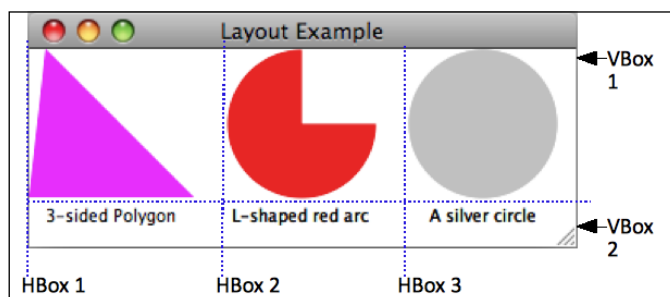 Layout Example
VBox
1
3-sided Polygon
L-shaped red arc
A silver circle
VBox
2
HBox 1
HBox 2
HBox 3